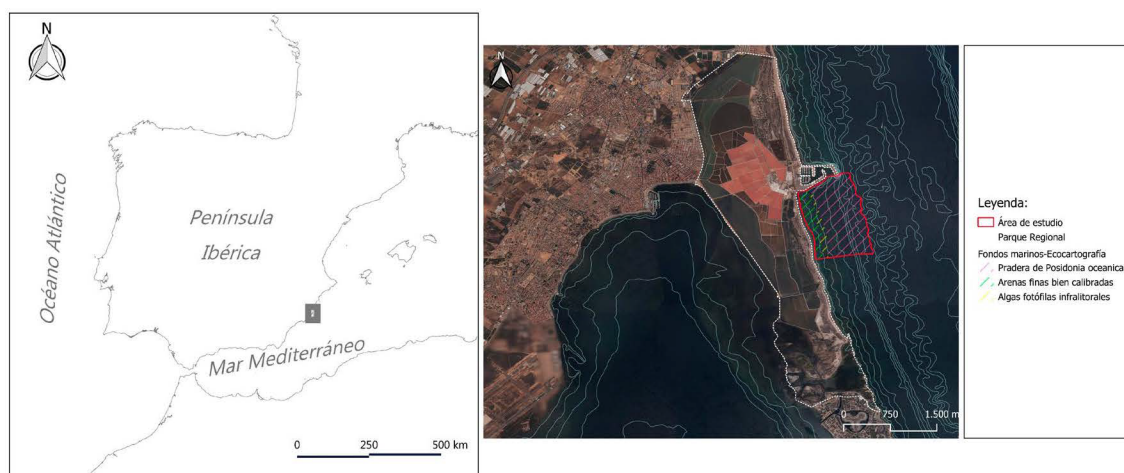 N
Océano Atlántico
Península
Ibérica
Mar Mediterráneo
0 250 500 km
N
0 750 1.500 m
Leyenda:
Área de estudio
Parque Regional
Fondos marinos-Ecocartografía
Pradera de Posidonia oceanica
Arenas finas bien calibradas
Algas fotófilas infralitorales